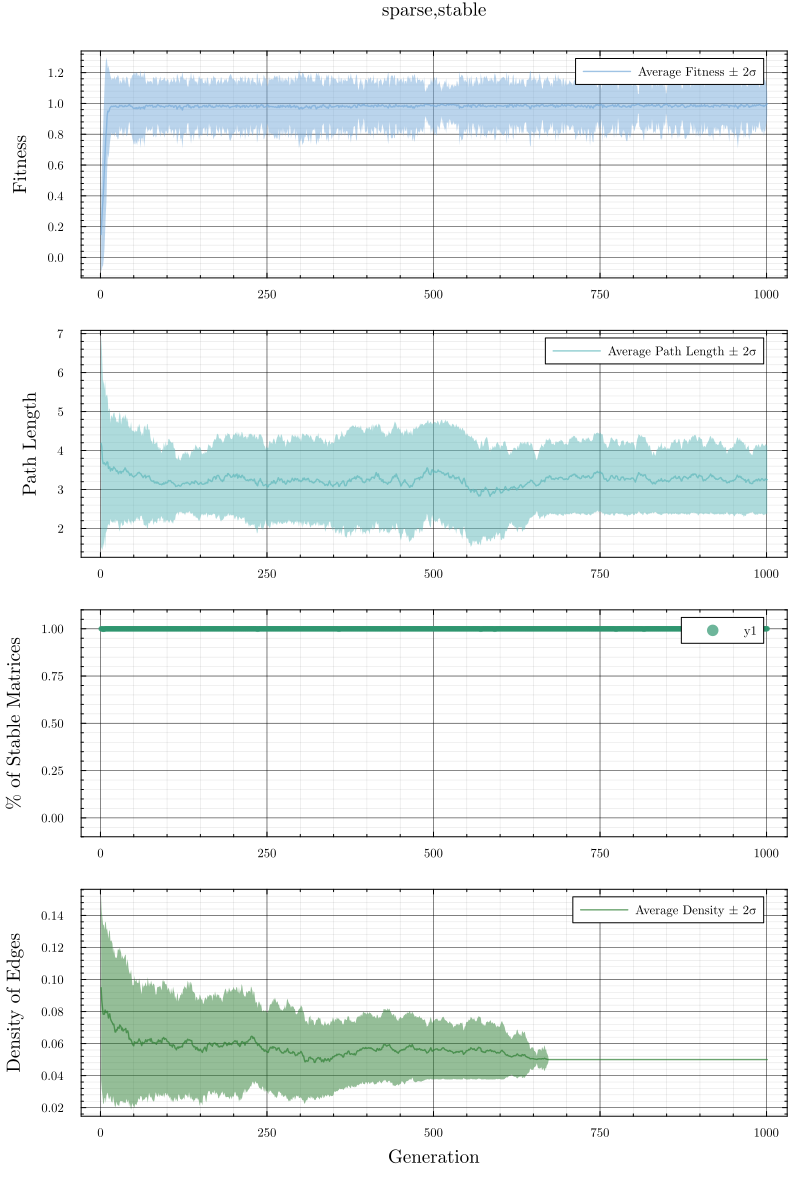 sparse,stable
Fitness
1.2
1.0
0.8
0.6
0.4
0.2
0.0
Average Fitness ± 2σ
0 250 500 750 1000
Path Length
7
6
5
4
3
2
Average Path Length ± 2σ
0 250 500 750 1000
% of Stable Matrices
1.00
0.75
0.50
0.25
0.00
y1
0 250 500 750 1000
Density of Edges
0.14
0.12
0.10
0.08
0.06
0.04
0.02
Average Density ± 2σ
0 250 500 750 1000
Generation